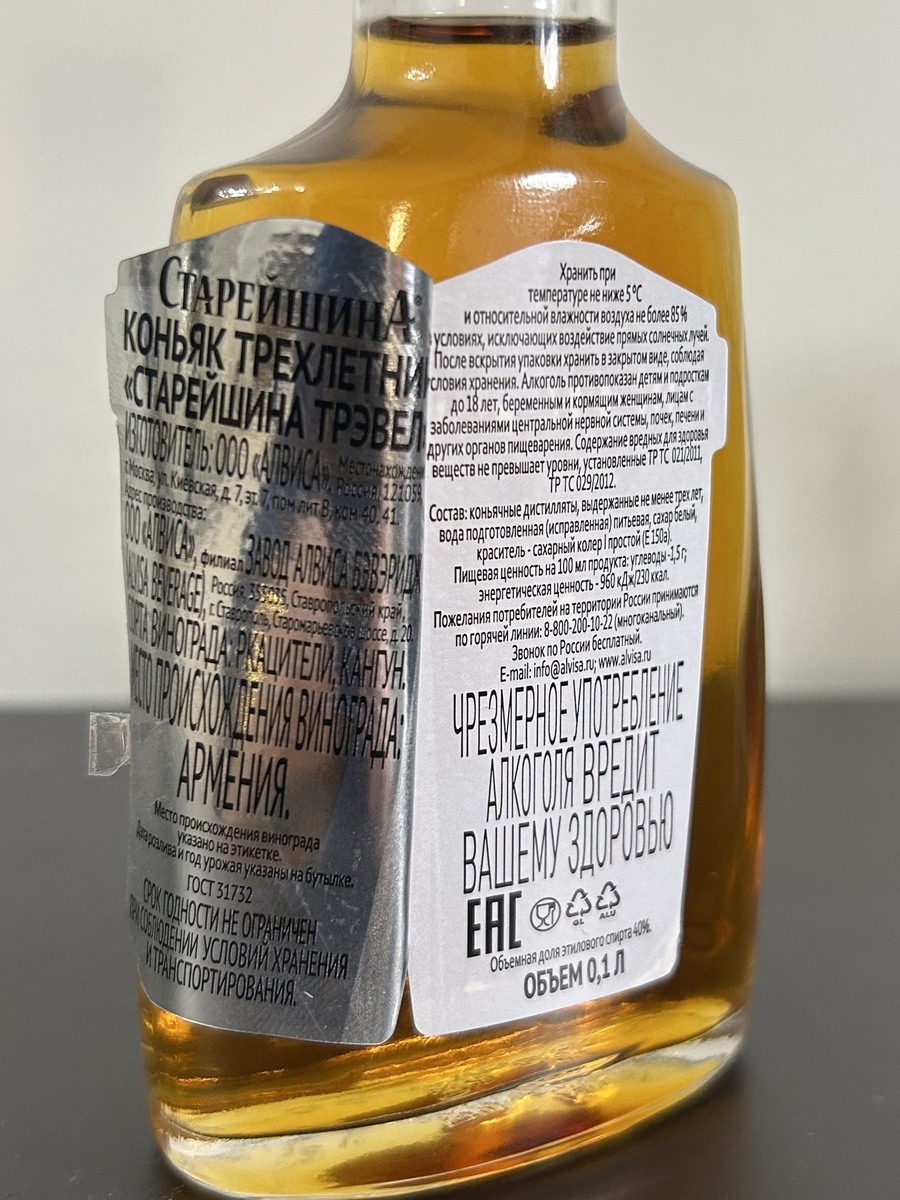 СТАРЕЙШИНА®
КОНЬЯК ТРЕХЛЕТНИ
«СТАРЕЙШИНА ТРЭВЕЛ
ИЗГОТОВИТЕЛЬ: ООО «АЛВИСА», Местонахождени
г. Москва, ул. Киевская, д. 7, эт. 7, пом лит В, ком 40, 41. Россия, 121059,
Адрес производства:
ООО «АЛВИСА», филиал ЗАВОД АЛВИСА БЭВЭРИДЖ
(ALVISA BEVERAGE), Россия, Ставропольский край,
г. Ставрополь, Старомарьевское шоссе, д. 20.
СОРТА ВИНОГРАДА: РКАЦИТЕЛИ, КАНГУН.
МЕСТО ПРОИСХОЖДЕНИЯ ВИНОГРАДА:
АРМЕНИЯ.
Место происхождения винограда
указано на этикетке.
Дата розлива и год урожая указаны на бутылке.
ГОСТ 31732
СРОК ГОДНОСТИ НЕ ОГРАНИЧЕН
ПРИ СОБЛЮДЕНИИ УСЛОВИЙ ХРАНЕНИЯ
И ТРАНСПОРТИРОВАНИЯ.
Хранить при
температуре не ниже 5 °С
и относительной влажности воздуха не более 85 %
в условиях, исключающих воздействие прямых солнечных лучей.
После вскрытия упаковки хранить в закрытом виде, соблюдая
условия хранения. Алкоголь противопоказан детям и подросткам
до 18 лет, беременным и кормящим женщинам, лицам с
заболеваниями центральной нервной системы, почек, печени и
других органов пищеварения. Содержание вредных для здоровья
веществ не превышает уровни, установленные ТР ТС 021/2011,
ТР ТС 029/2012.
Состав: коньячные дистилляты, выдержанные не менее трех лет,
вода подготовленная (исправленная) питьевая, сахар белый,
краситель - сахарный колер I простой (Е 150а).
Пищевая ценность на 100 мл продукта: углеводы -1,5 г;
энергетическая ценность - 960 кДж/230 ккал.
Пожелания потребителей на территории России принимаются
по горячей линии: 8-800-200-10-22 (многоканальный).
Звонок по России бесплатный.
E-mail: info@alvisa.ru; www.alvisa.ru
ЧРЕЗМЕРНОЕ УПОТРЕБЛЕНИЕ
АЛКОГОЛЯ ВРЕДИТ
ВАШЕМУ ЗДОРОВЬЮ
EAC GL ALU
Объемная доля этилового спирта 40%.
ОБЪЕМ 0,1 Л